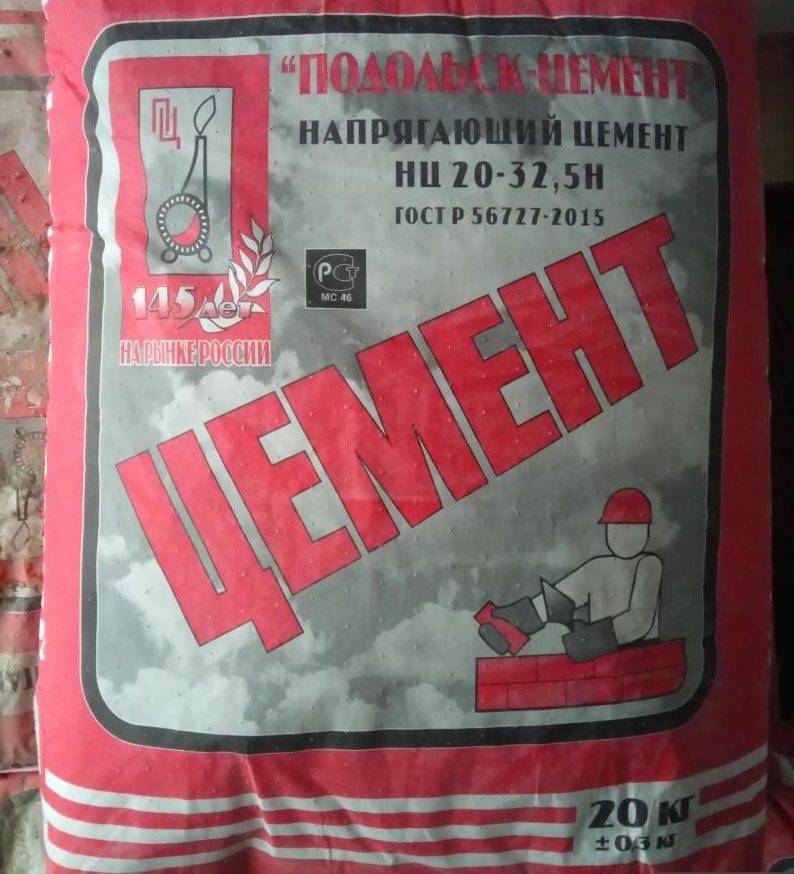 "ПОДОЛЬСК-ЦЕМЕНТ"
НАПРЯГАЮЩИЙ ЦЕМЕНТ
НЦ 20-32,5Н
ГОСТ Р 56727-2015
ПЦ
145 лет
НА РЫНКЕ РОССИИ
РСТ
МС 46
ЦЕМЕНТ
20 КГ
± 0,3 КГ